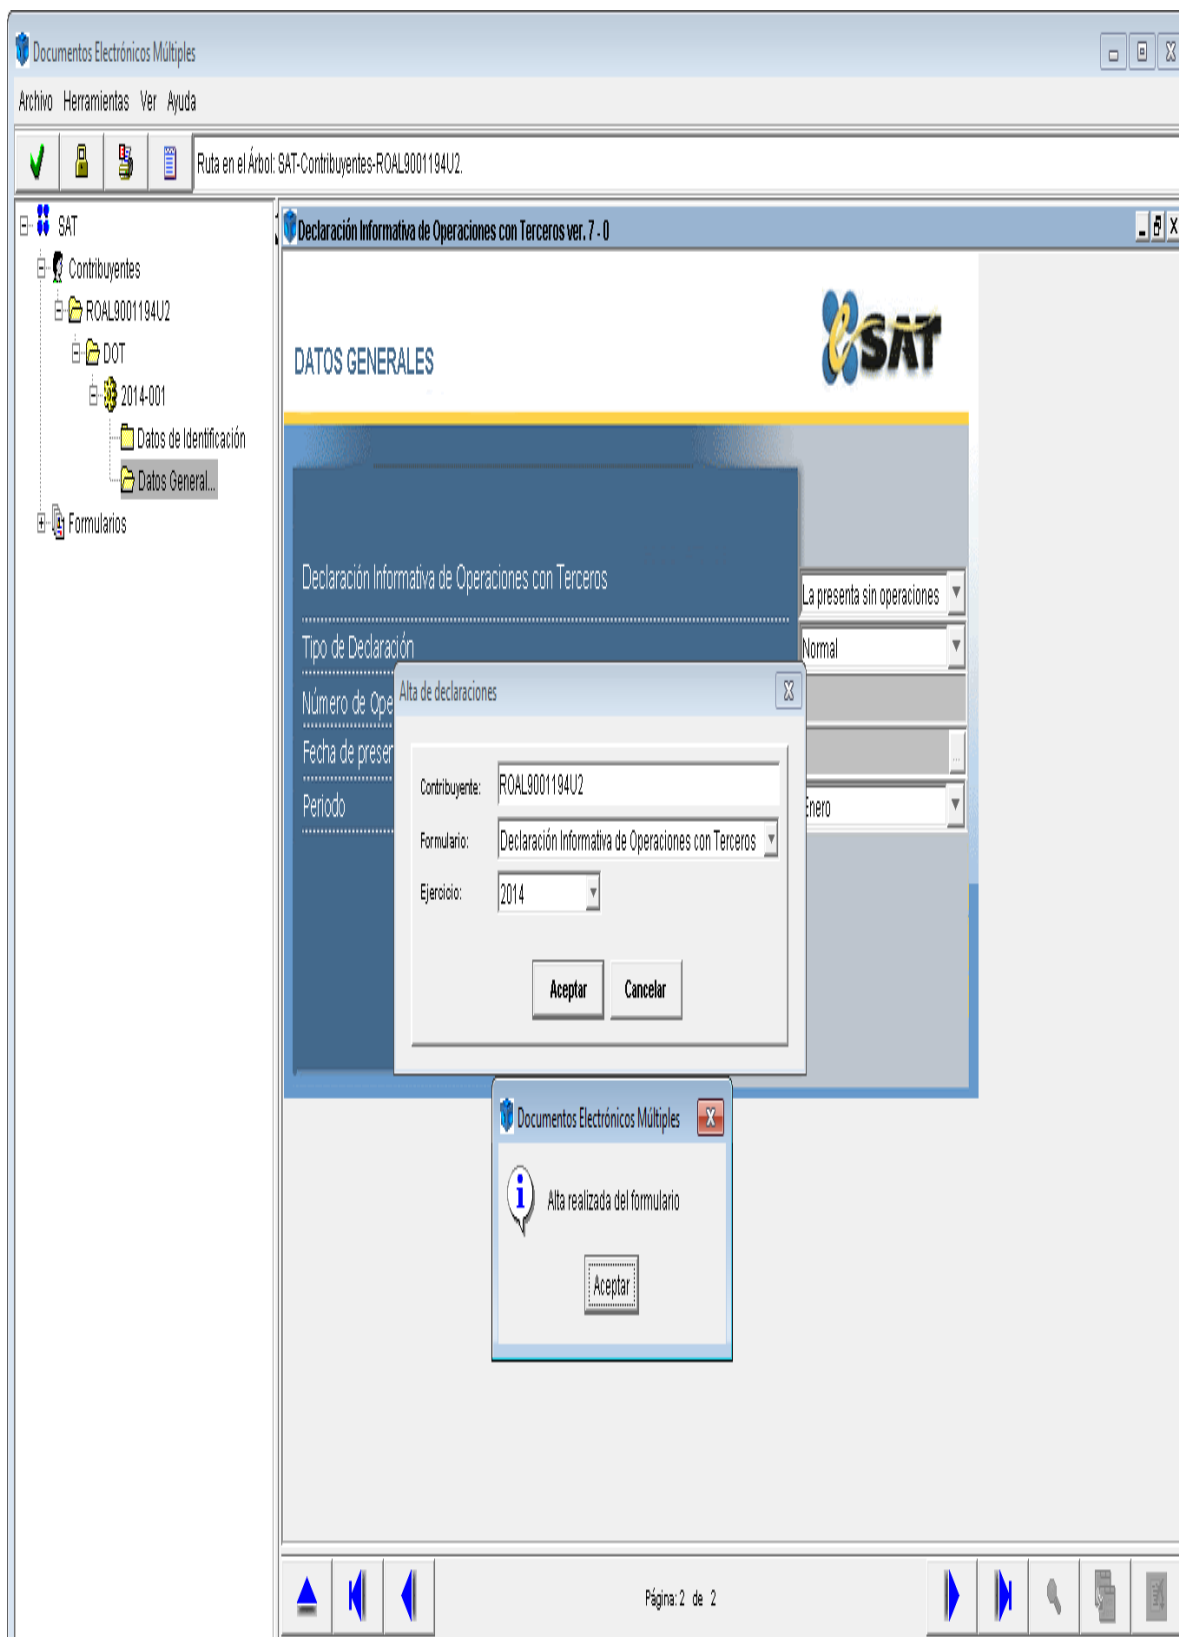 Documentos Electrónicos Múltiples
Archivo Herramientas Ver Ayuda
Ruta en el Árbol: SAT-Contribuyentes-ROAL9001194U2.
SAT
Contribuyentes
ROAL9001194U2
DOT
2014-001
Datos de Identificación
Datos General...
Formularios
Declaración Informativa de Operaciones con Terceros ver. 7 - 0
DATOS GENERALES
SAT
Declaración Informativa de Operaciones con Terceros
La presenta sin operaciones
Tipo de Declaración
Normal
Número de Ope
Fecha de preser
...
Periodo
Enero
Alta de declaraciones
Contribuyente: ROAL9001194U2
Formulario: Declaración Informativa de Operaciones con Terceros
Ejercicio: 2014
Aceptar Cancelar
Documentos Electrónicos Múltiples
Alta realizada del formulario
Aceptar
Página: 2 de 2